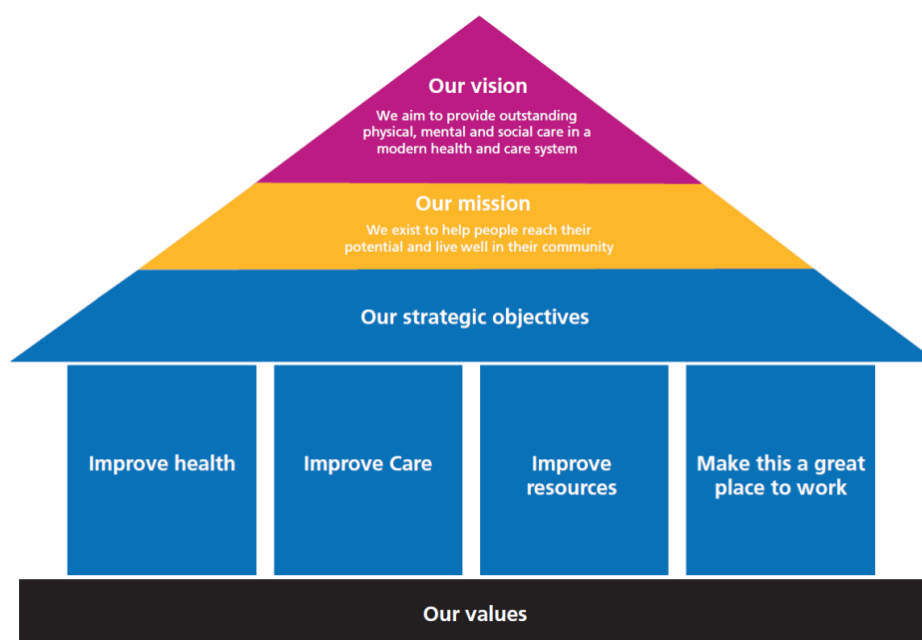 Our vision
We aim to provide outstanding
physical, mental and social care in a
modern health and care system
Our mission
We exist to help people reach their
potential and live well in their community
Our strategic objectives
Improve health
Improve Care
Improve
resources
Make this a great
place to work
Our values